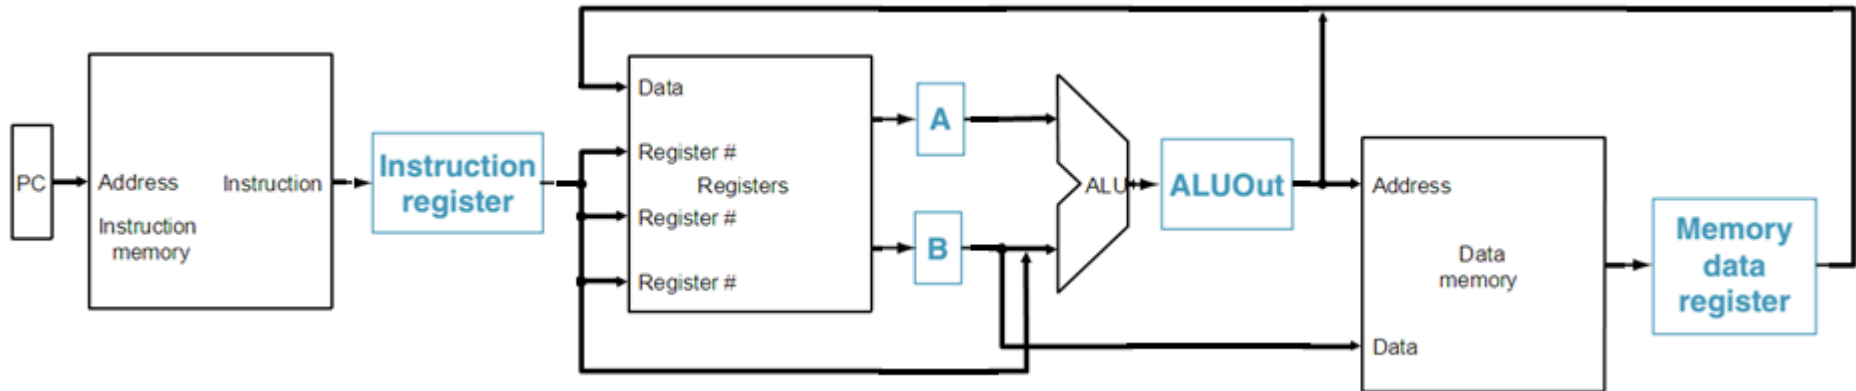 PC
Address
Instruction
Instruction
memory
Instruction
register
Data
Register #
Registers
Register #
Register #
A
B
ALU
ALUOut
Address
Data
memory
Data
Memory
data
register